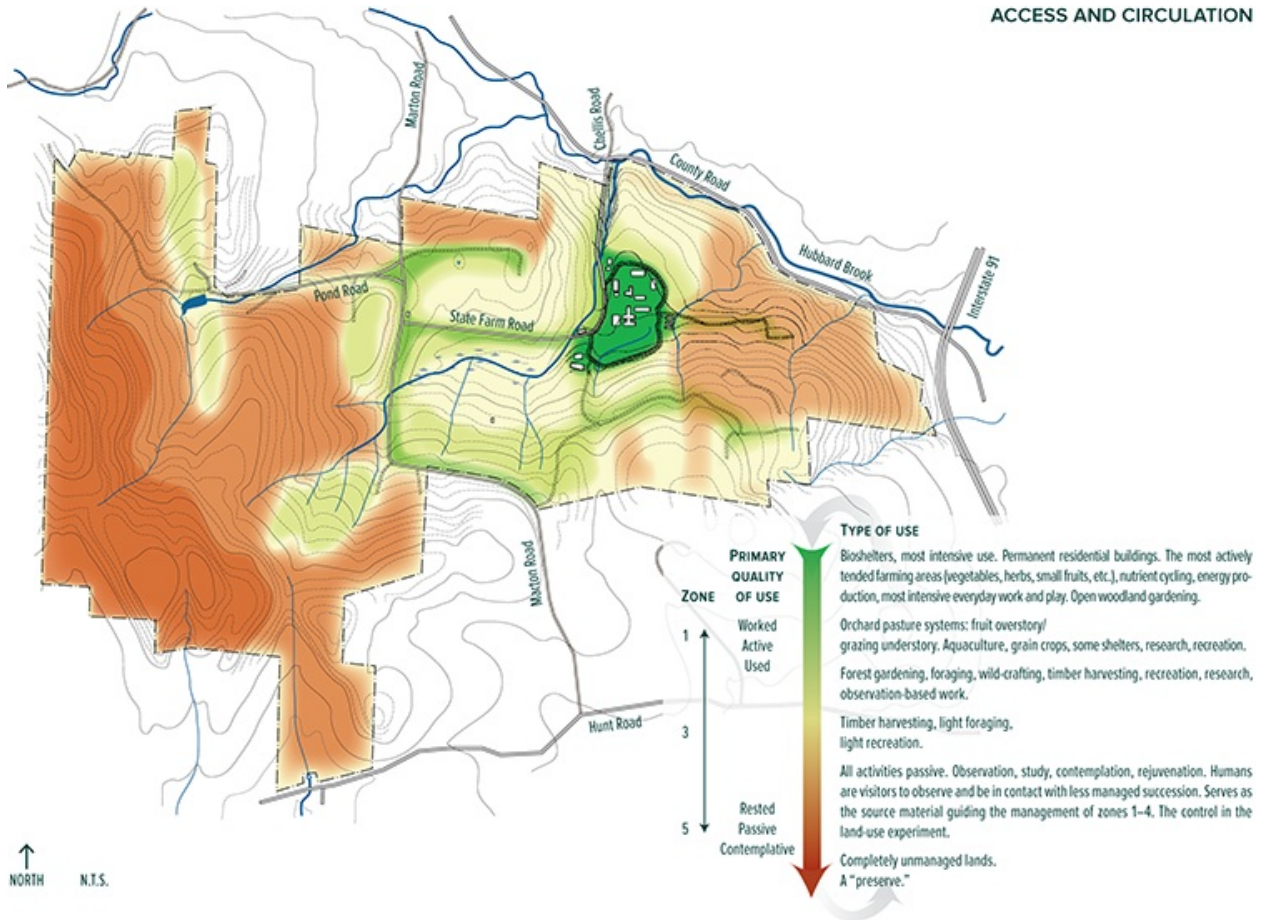 ACCESS AND CIRCULATION
Marton Road
Chellis Road
County Road
Hubbard Brook
Interstate 91
Pond Road
State Farm Road
Marton Road
Hunt Road
NORTH
N.T.S.
ZONE
1
3
5
PRIMARY
QUALITY
OF USE
Worked
Active
Used
Rested
Passive
Contemplative
TYPE OF USE
Bioshelters, most intensive use. Permanent residential buildings. The most actively
tended farming areas (vegetables, herbs, small fruits, etc.), nutrient cycling, energy pro-
duction, most intensive everyday work and play. Open woodland gardening.
Orchard pasture systems: fruit overstory/
grazing understory. Aquaculture, grain crops, some shelters, research, recreation.
Forest gardening, foraging, wild-crafting, timber harvesting, recreation, research,
observation-based work.
Timber harvesting, light foraging,
light recreation.
All activities passive. Observation, study, contemplation, rejuvenation. Humans
are visitors to observe and be in contact with less managed succession. Serves as
the source material guiding the management of zones 1–4. The control in the
land-use experiment.
Completely unmanaged lands.
A “preserve.”